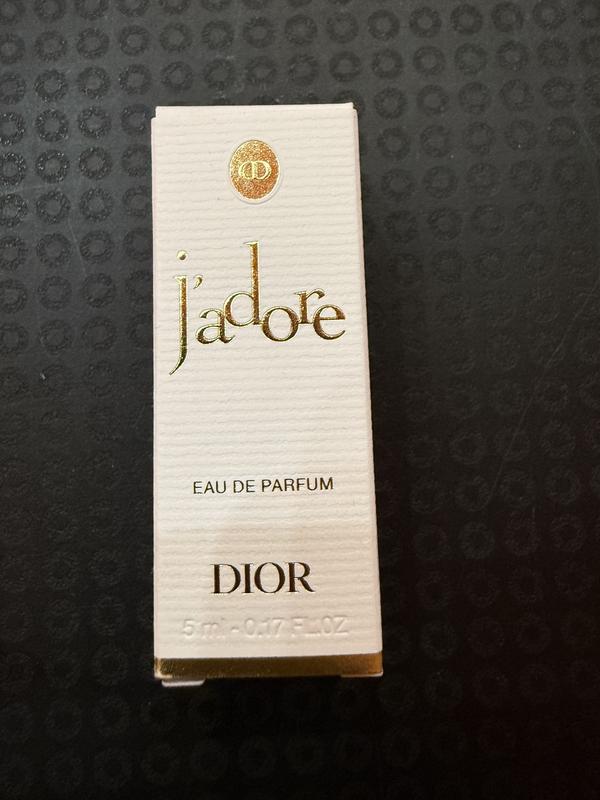 j'adore
EAU DE PARFUM
DIOR
5 ml - 0.17 FL.OZ